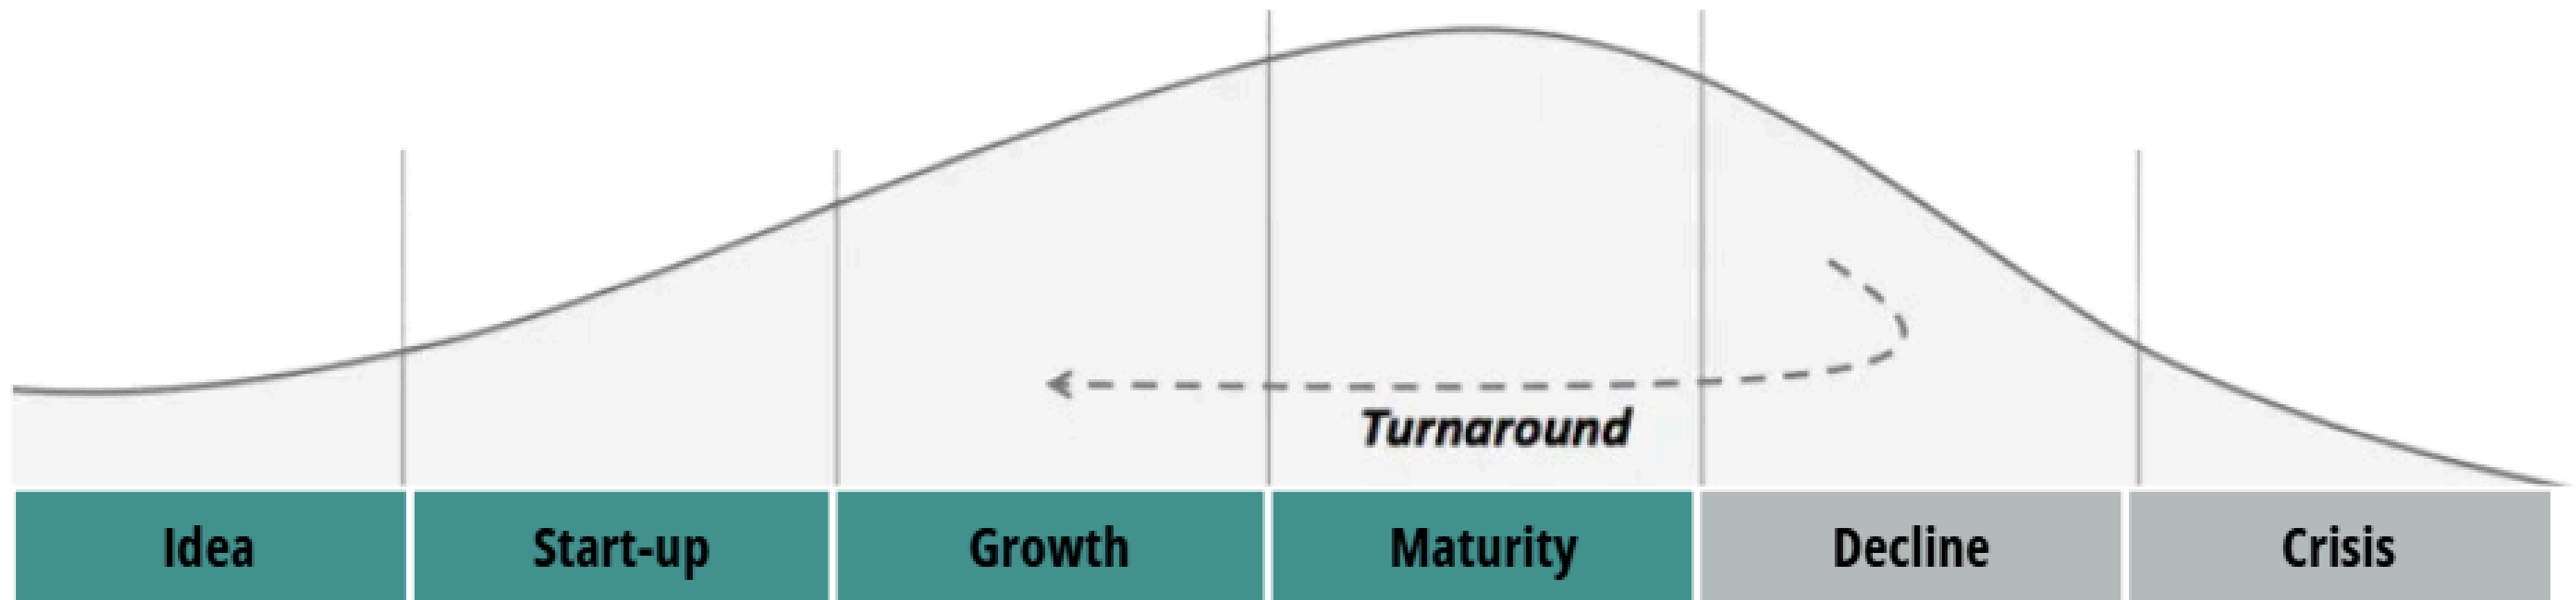 Turnaround
Idea
Start-up
Growth
Maturity
Decline
Crisis